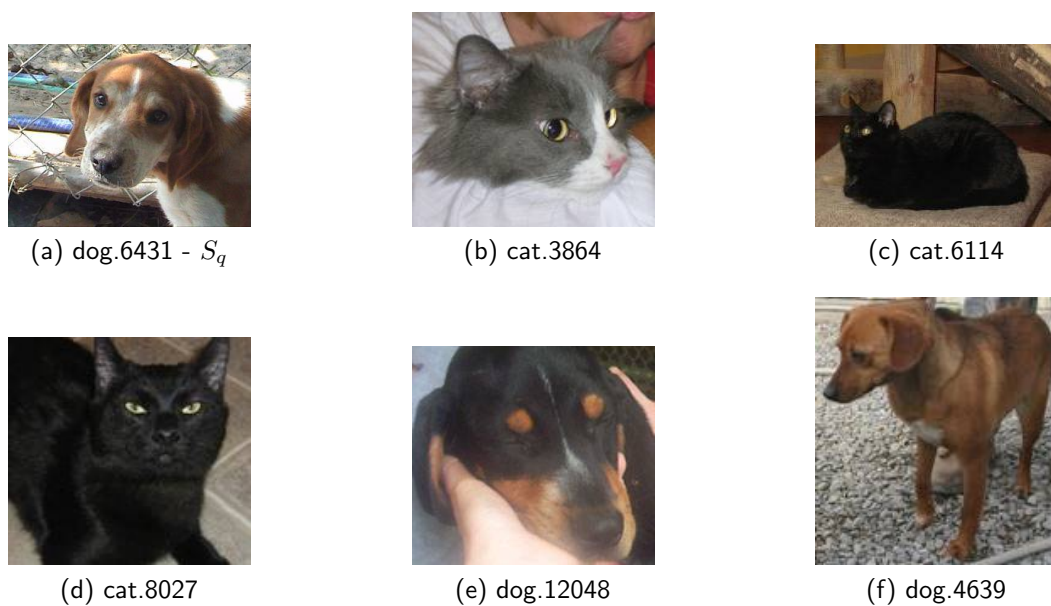 (a) dog.6431 - $S_q$
(b) cat.3864
(c) cat.6114
(d) cat.8027
(e) dog.12048
(f) dog.4639